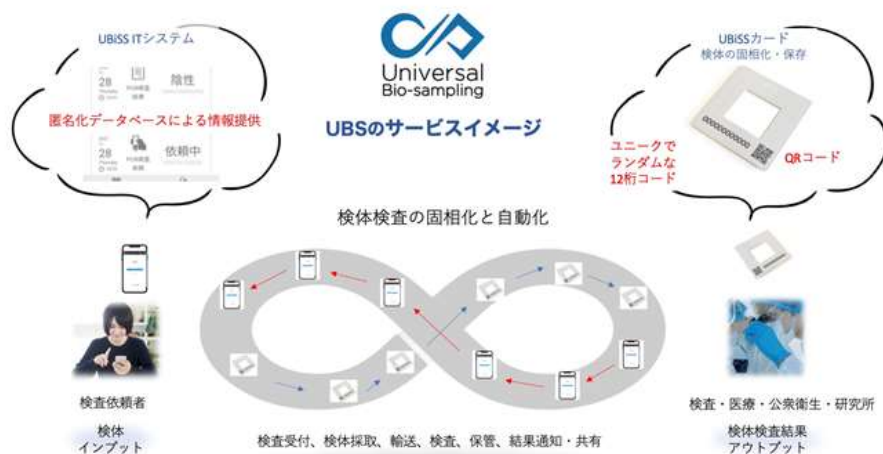 UBiSS ITシステム
28
陰性
匿名化データベースによる情報提供
28
依頼中
Universal
Bio-sampling
UBSのサービスイメージ
UBiSSカード
検体の固相化・保存
ユニークで
ランダムな
12桁コード
QRコード
検体検査の固相化と自動化
検査依頼者
検体
インプット
検査受付、検体採取、輸送、検査、保管、結果通知・共有
検査・医療・公衆衛生・研究所
検体検査結果
アウトプット